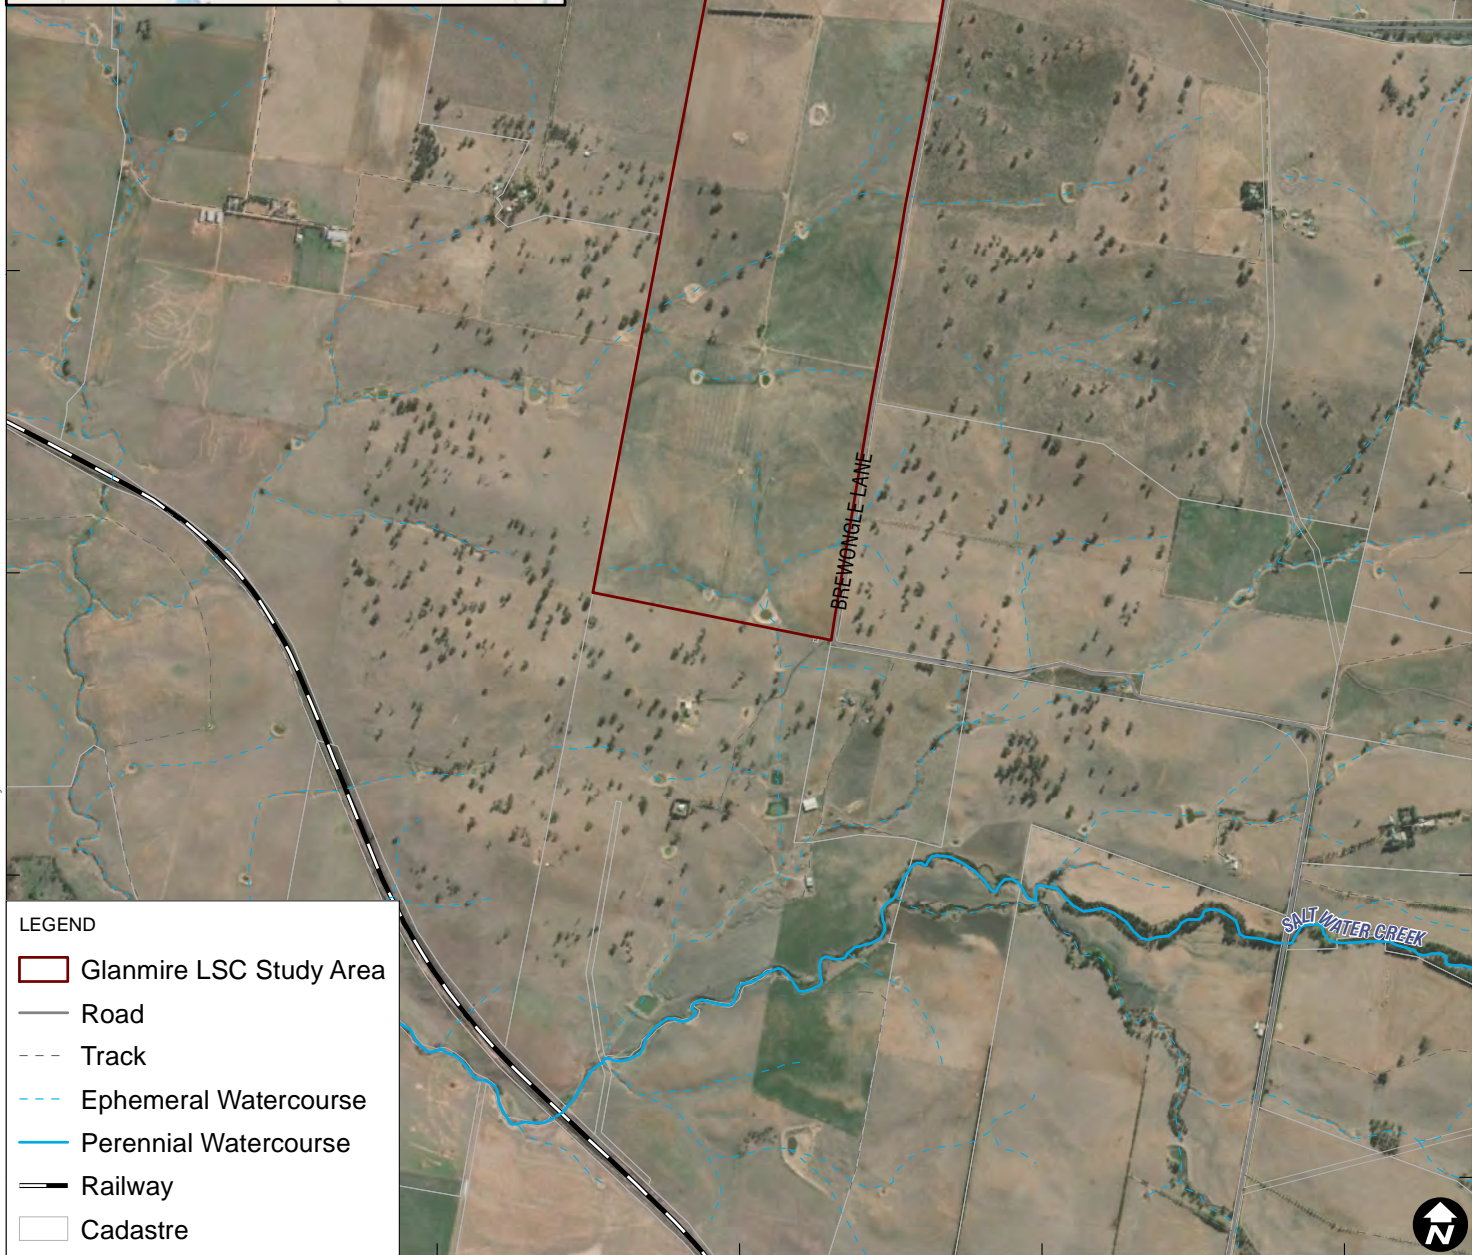 BREWONGLE LANE
SALT WATER CREEK
LEGEND
Glanmire LSC Study Area
Road
Track
Ephemeral Watercourse
Perennial Watercourse
Railway
Cadastre
N